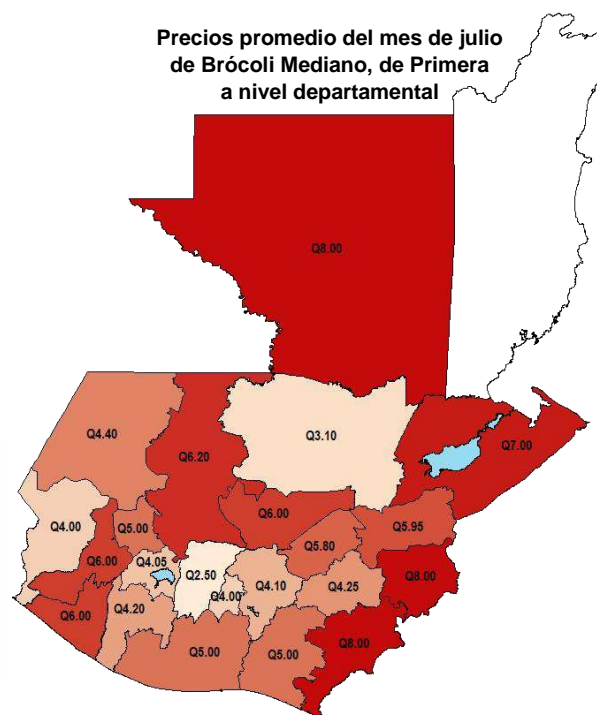 Precios promedio del mes de julio
de Brócoli Mediano, de Primera
a nivel departamental
Q8.00
Q4.40
Q6.20
Q3.10
Q7.00
Q4.00
Q5.00
Q6.00
Q5.95
Q6.00
Q4.05
Q5.80
Q2.50
Q4.10
Q4.25
Q8.00
Q4.00
Q6.00
Q4.20
Q5.00
Q5.00
Q8.00